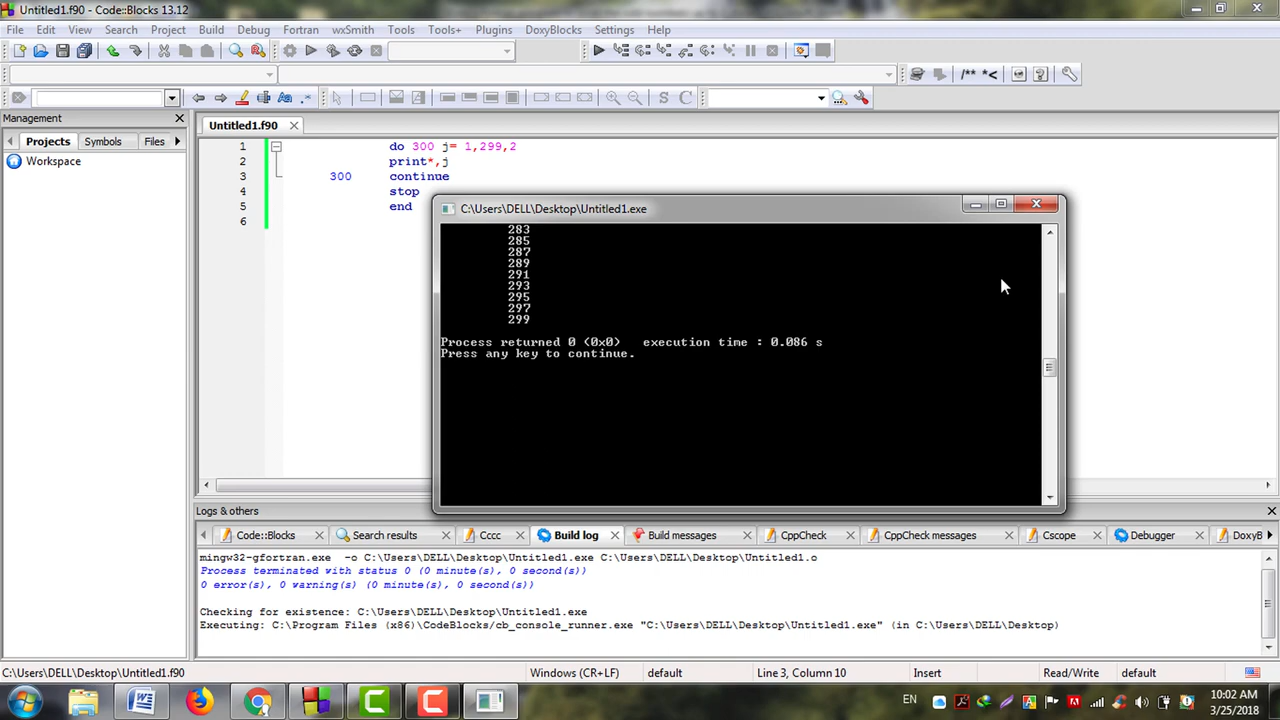 Untitled1.f90 - Code::Blocks 13.12
File Edit View Search Project Build Debug Fortran wxSmith Tools Tools+ Plugins DoxyBlocks Settings Help
/** *<
S C
Management
Projects Symbols Files
Workspace
Untitled1.f90
1 do 300 j= 1,299,2
2 print*,j
3 300 continue
4 stop
5 end
6
C:\Users\DELL\Desktop\Untitled1.exe
283
285
287
289
291
293
295
297
299
Process returned 0 (0x0) execution time : 0.086 s
Press any key to continue.
Logs & others
Code::Blocks Search results Cccc Build log Build messages CppCheck CppCheck messages Cscope Debugger DoxyB
mingw32-gfortran.exe -o C:\Users\DELL\Desktop\Untitled1.exe C:\Users\DELL\Desktop\Untitled1.o
Process terminated with status 0 (0 minute(s), 0 second(s))
0 error(s), 0 warning(s) (0 minute(s), 0 second(s))
Checking for existence: C:\Users\DELL\Desktop\Untitled1.exe
Executing: C:\Program Files (x86)\CodeBlocks/cb_console_runner.exe "C:\Users\DELL\Desktop\Untitled1.exe" (in C:\Users\DELL\Desktop)
C:\Users\DELL\Desktop\Untitled1.f90 Windows (CR+LF) default Line 3, Column 10 Insert Read/Write default
EN
10:02 AM
3/25/2018